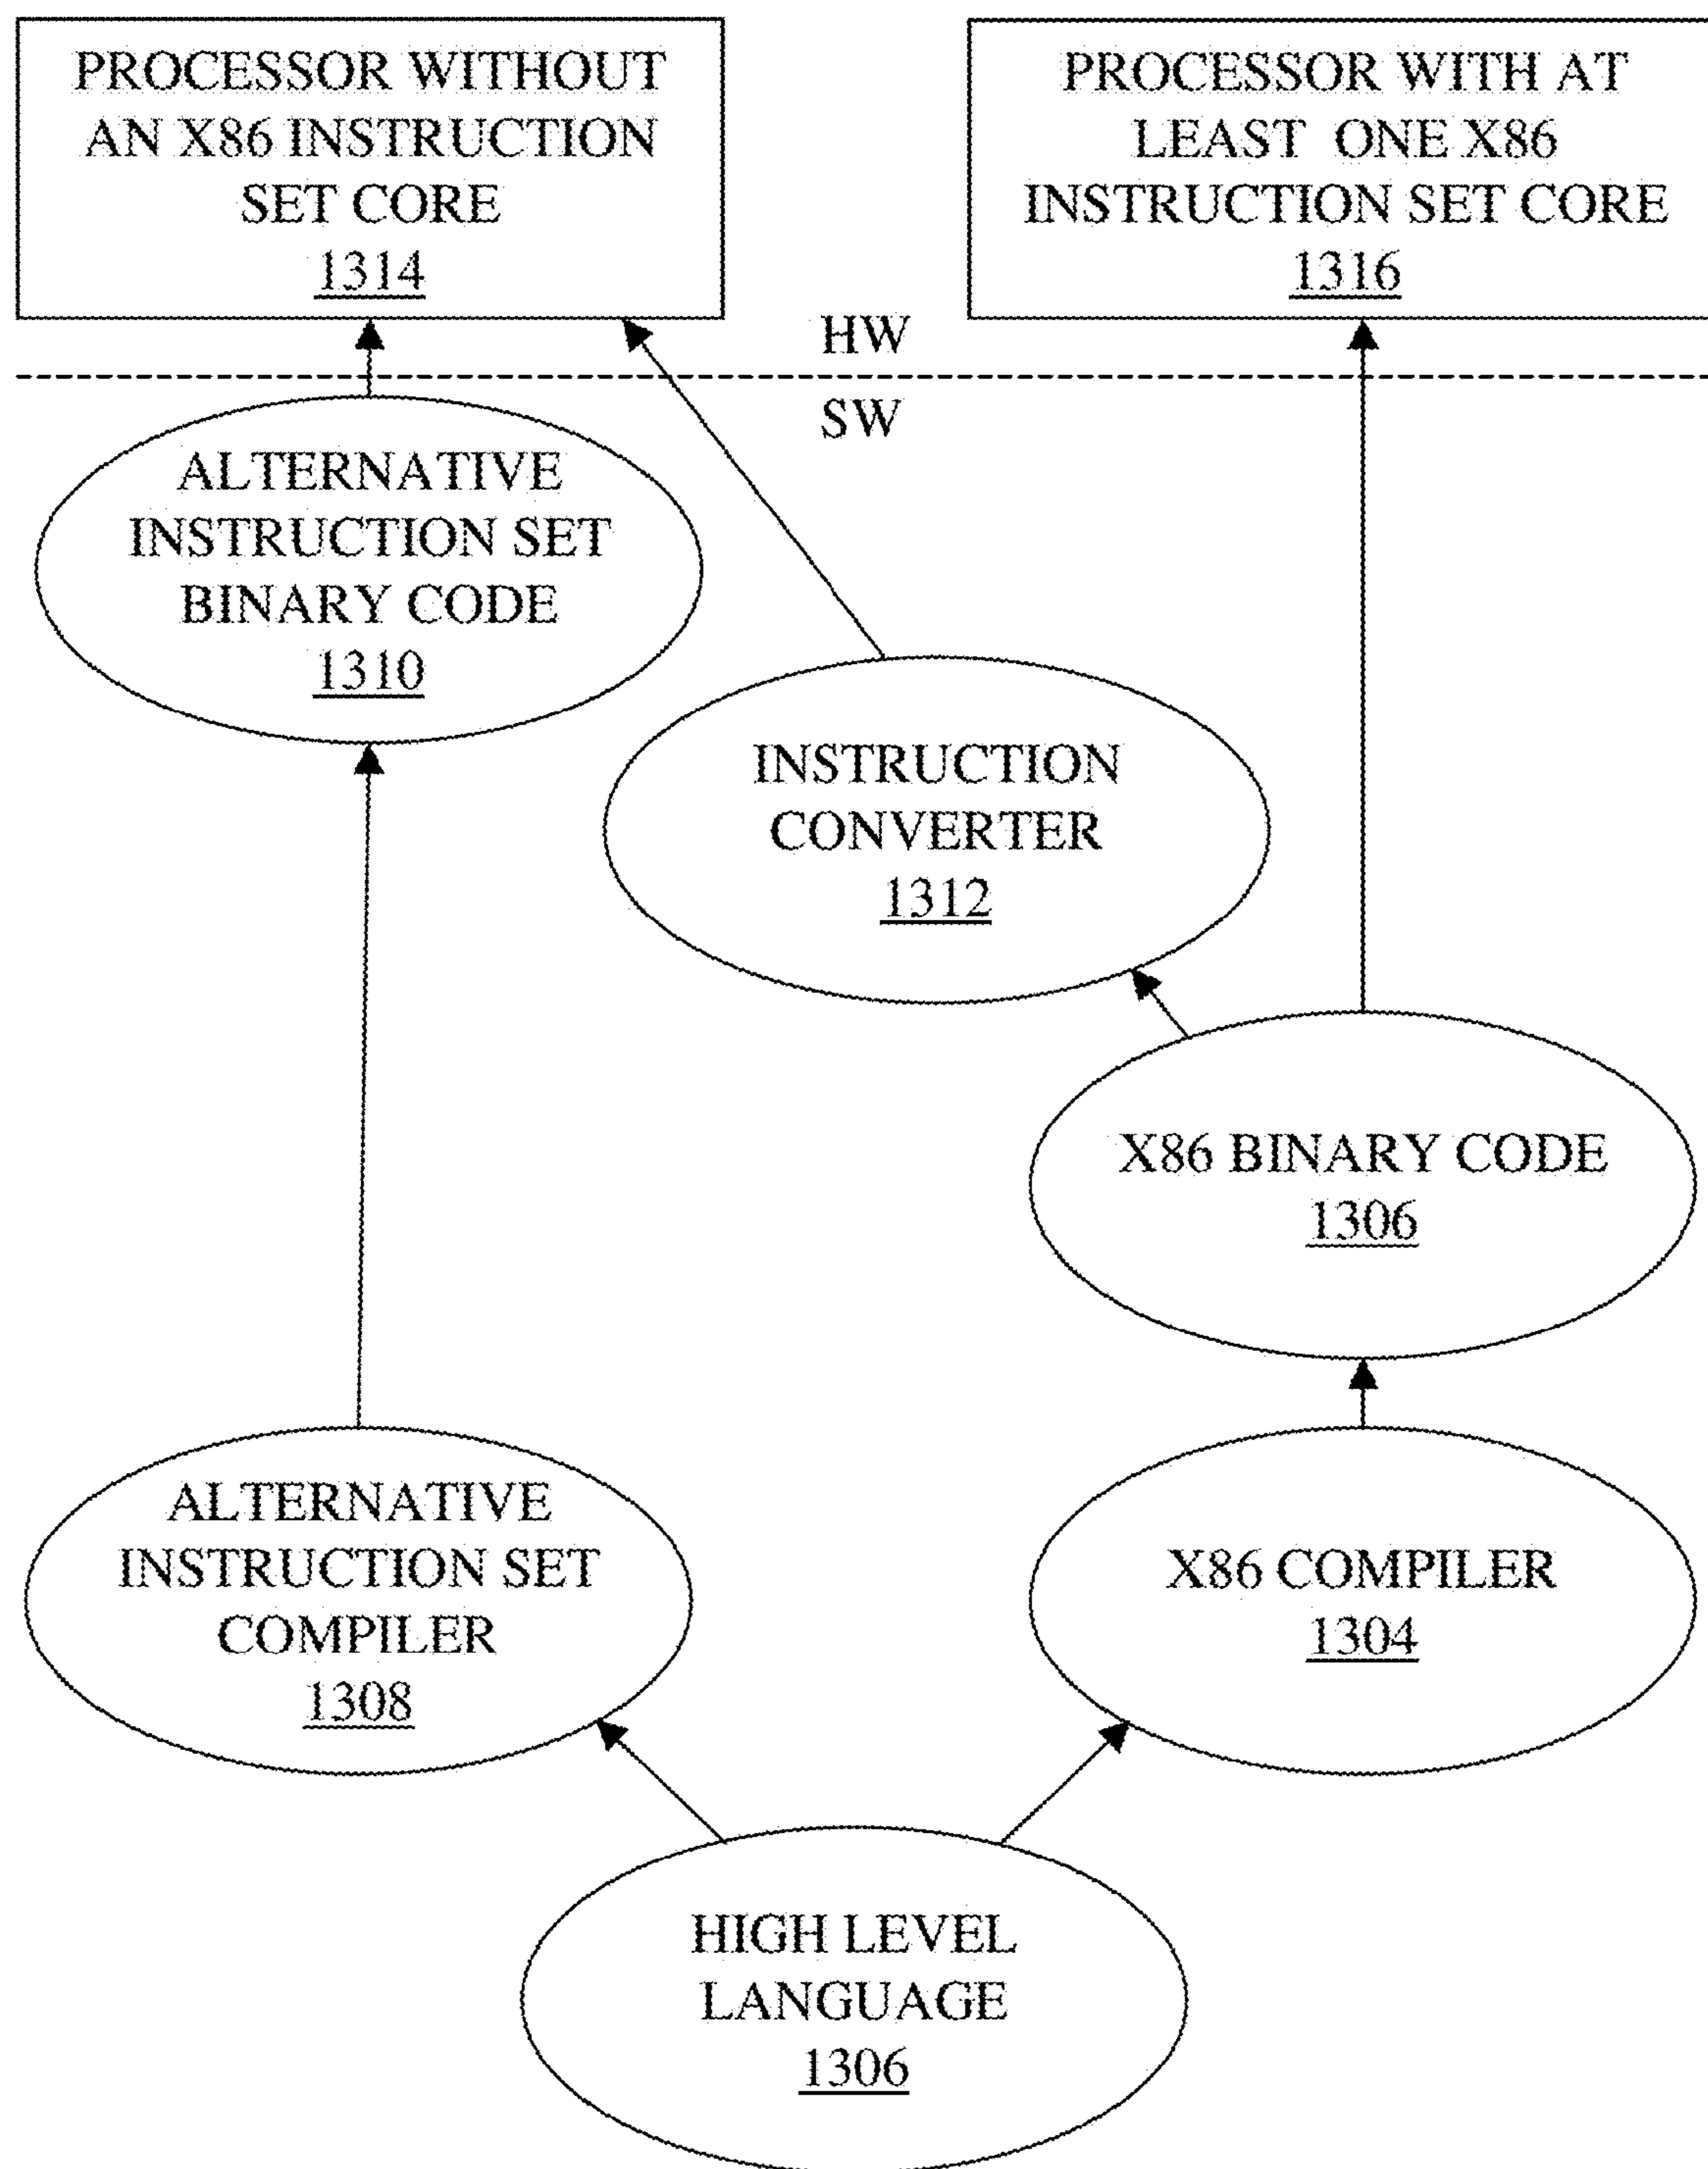 PROCESSOR WITHOUT
AN X86 INSTRUCTION
SET CORE
1314
PROCESSOR WITH AT
LEAST ONE X86
INSTRUCTION SET CORE
1316
HW
SW
ALTERNATIVE
INSTRUCTION SET
BINARY CODE
1310
INSTRUCTION
CONVERTER
1312
X86 BINARY CODE
1306
ALTERNATIVE
INSTRUCTION SET
COMPILER
1308
X86 COMPILER
1304
HIGH LEVEL
LANGUAGE
1306